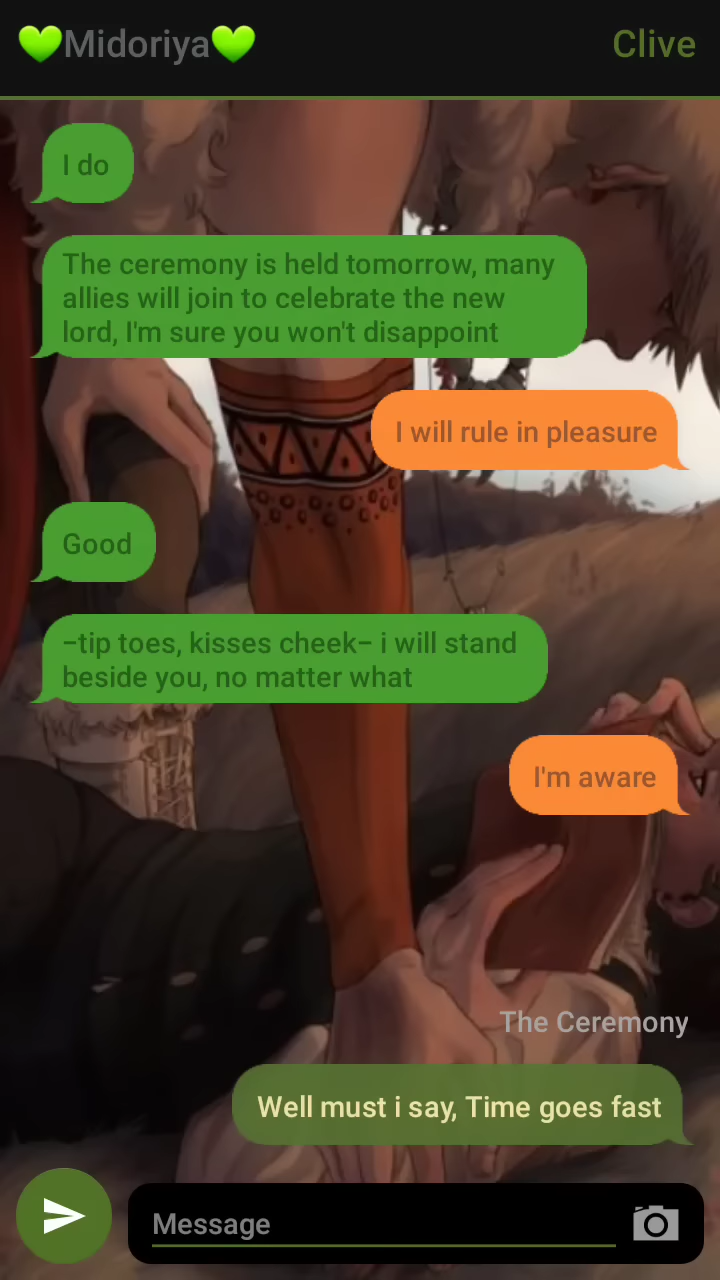 💚Midoriya💚
Clive
I do
The ceremony is held tomorrow, many
allies will join to celebrate the new
lord, I'm sure you won't disappoint
I will rule in pleasure
Good
–tip toes, kisses cheek– i will stand
beside you, no matter what
I'm aware
The Ceremony
Well must i say, Time goes fast
Message